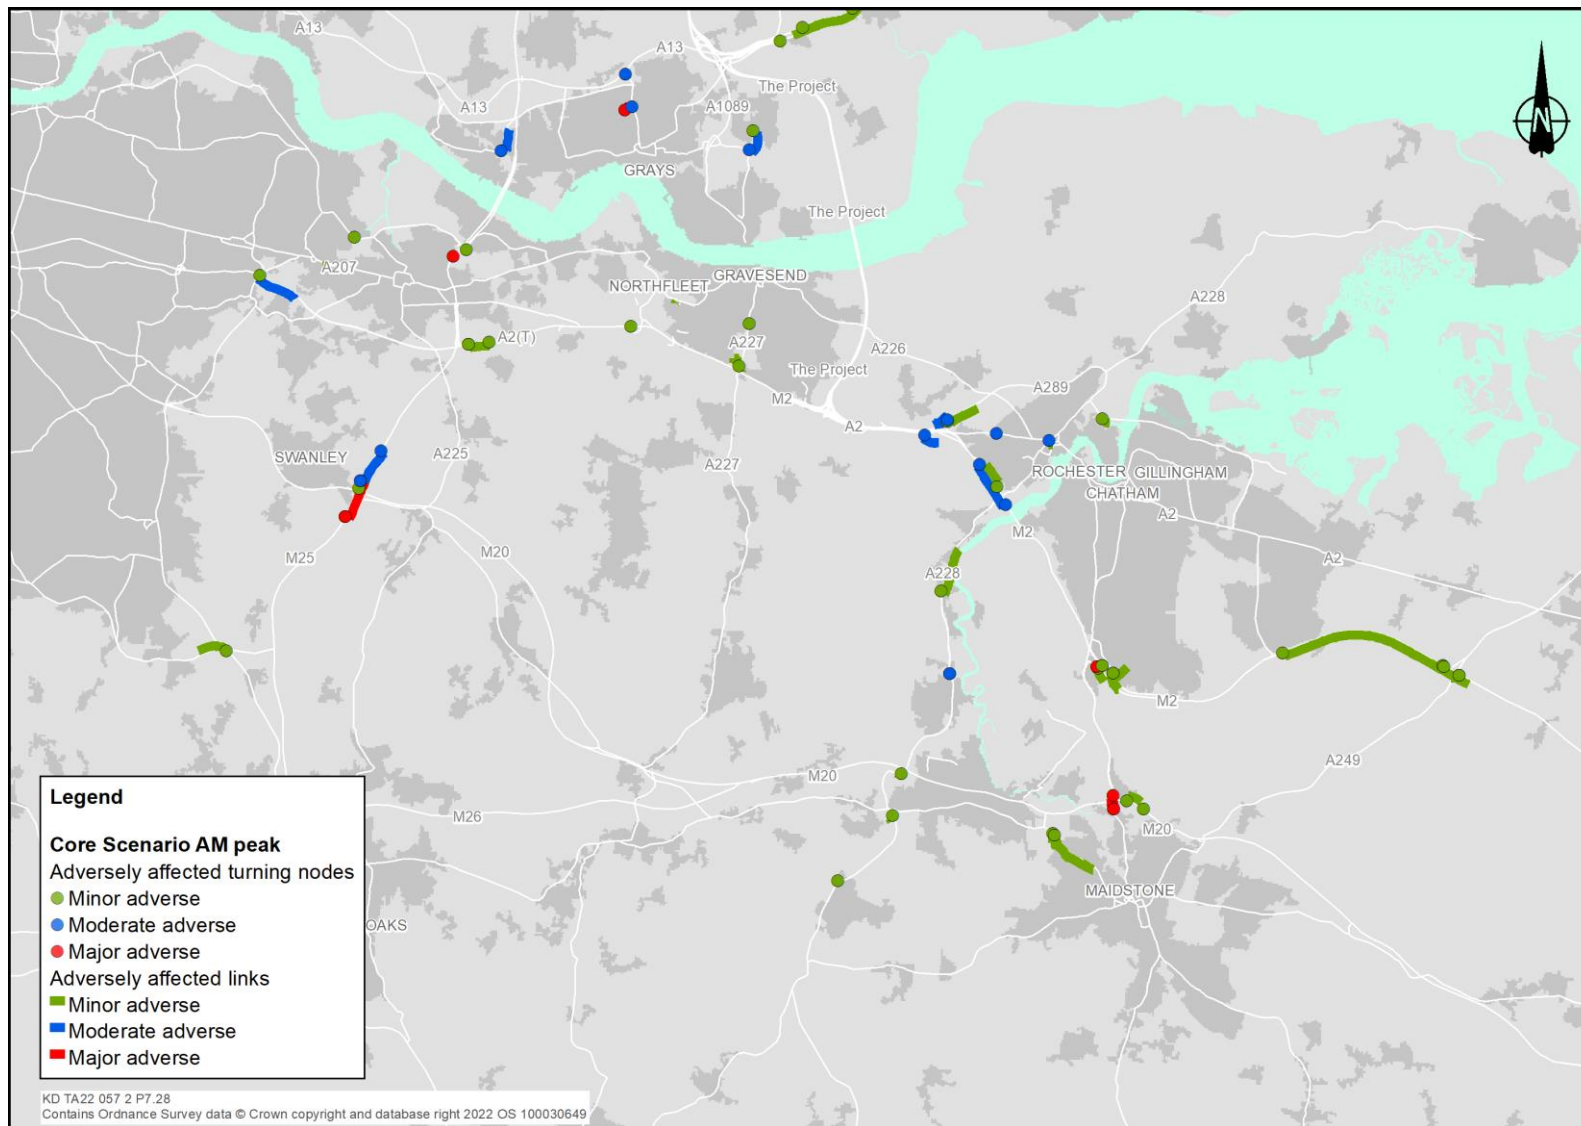 A13
A13
The Project
A13
A1089
N
GRAYS
The Project
A207
GRAVESEND
NORTHFLEET
A228
A2(T)
A227
A226
The Project
A289
M2
A2
SWANLEY
A225
A227
ROCHESTER
GILLINGHAM
CHATHAM
A2
M25
M20
M2
A2
A228
M2
A249
M20
M26
M20
MAIDSTONE
OAKS
Legend
Core Scenario AM peak
Adversely affected turning nodes
Minor adverse
Moderate adverse
Major adverse
Adversely affected links
Minor adverse
Moderate adverse
Major adverse
KD TA22 057 2 P7.28
Contains Ordnance Survey data © Crown copyright and database right 2022 OS 100030649